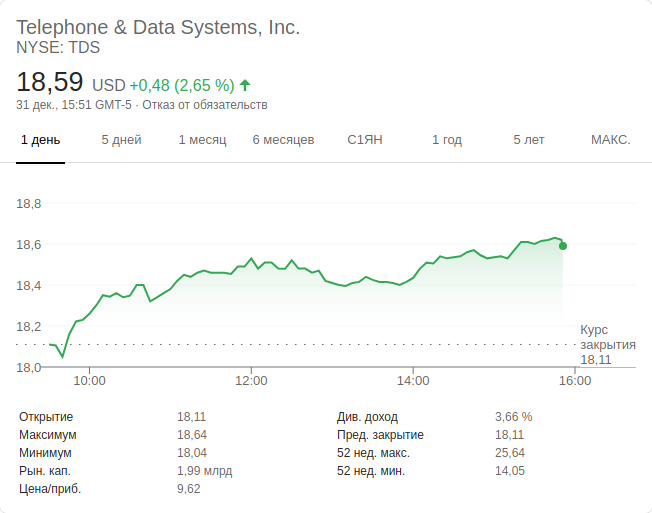 Telephone & Data Systems, Inc.
NYSE: TDS
18,59 USD +0,48 (2,65 %)
31 дек., 15:51 GMT-5 · Отказ от обязательств
1 день 5 дней 1 месяц 6 месяцев С1ЯН 1 год 5 лет МАКС.
18,8
18,6
18,4
18,2
18,0
Курс
закрытия
18,11
10:00 12:00 14:00 16:00
Открытие 18,11 Див. доход 3,66 %
Максимум 18,64 Пред. закрытие 18,11
Минимум 18,04 52 нед. макс. 25,64
Рын. кап. 1,99 млрд 52 нед. мин. 14,05
Цена/приб. 9,62